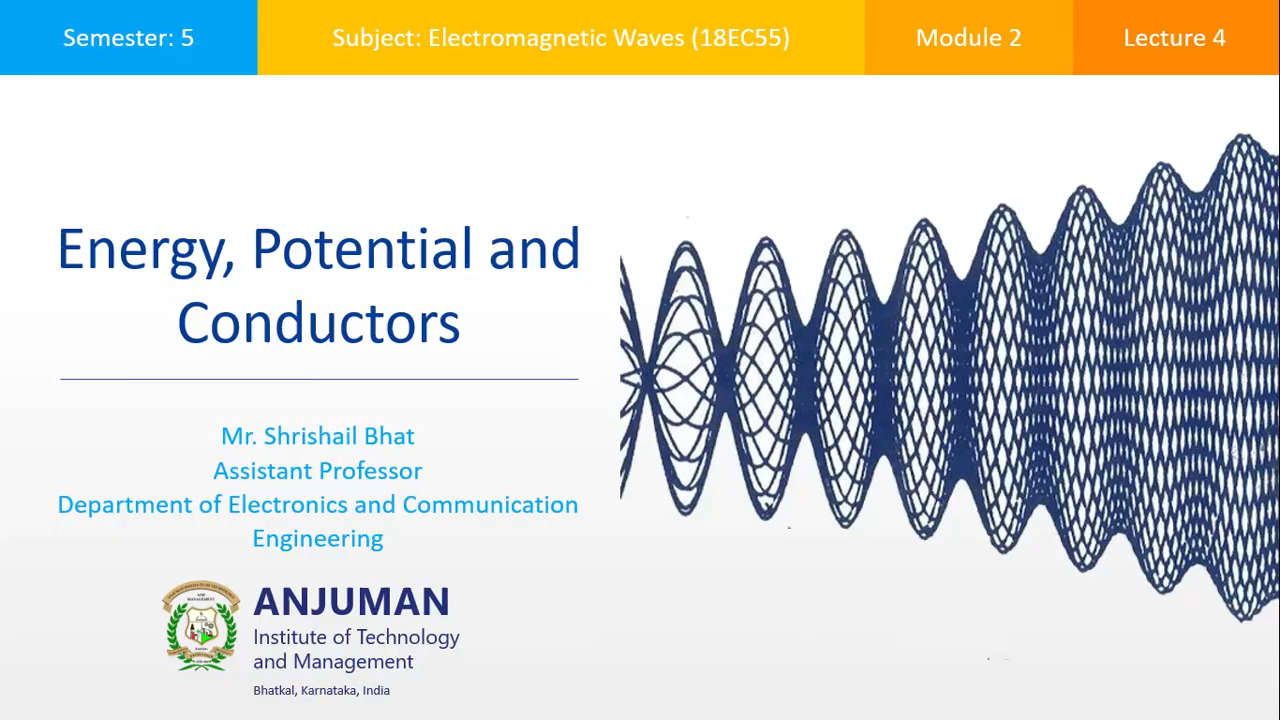 Semester: 5
Subject: Electromagnetic Waves (18EC55)
Module 2
Lecture 4
Energy, Potential and
Conductors
Mr. Shrishail Bhat
Assistant Professor
Department of Electronics and Communication
Engineering
ANJUMAN
Institute of Technology
and Management
Bhatkal, Karnataka, India